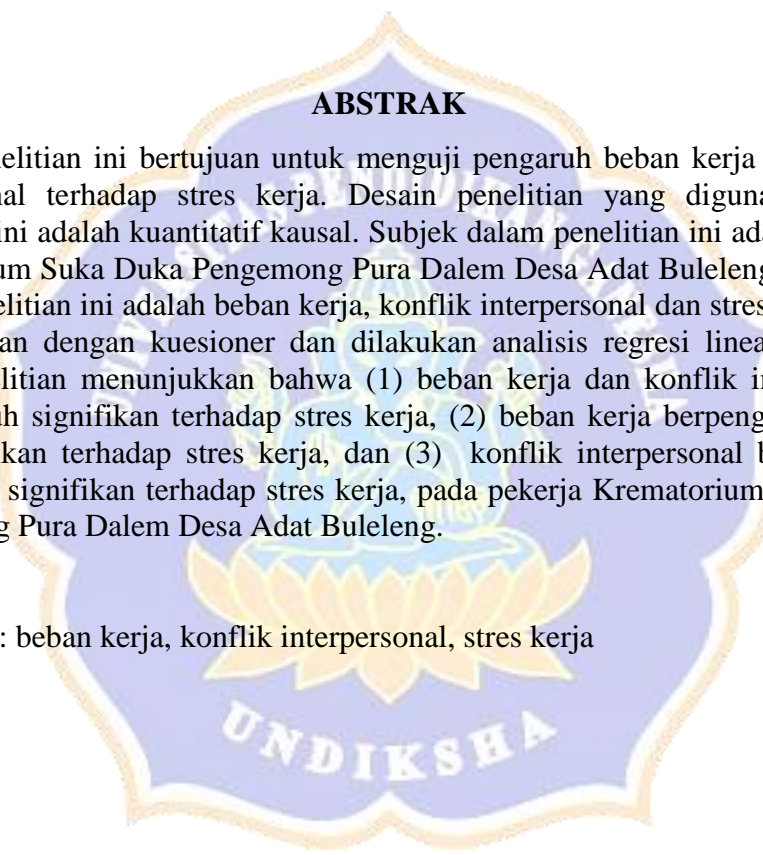 ABSTRAK
elitian ini bertujuan untuk menguji pengaruh beban kerja
nal terhadap stres kerja. Desain penelitian yang diguna
ini adalah kuantitatif kausal. Subjek dalam penelitian ini ada
um Suka Duka Pengemong Pura Dalem Desa Adat Buleleng
elitian ini adalah beban kerja, konflik interpersonal dan stres
an dengan kuesioner dan dilakukan analisis regresi linea
elitian menunjukkan bahwa (1) beban kerja dan konflik in
uh signifikan terhadap stres kerja, (2) beban kerja berpeng
ikan terhadap stres kerja, dan (3) konflik interpersonal b
signifikan terhadap stres kerja, pada pekerja Krematorium
g Pura Dalem Desa Adat Buleleng.
: beban kerja, konflik interpersonal, stres kerja
UNDIKSHA